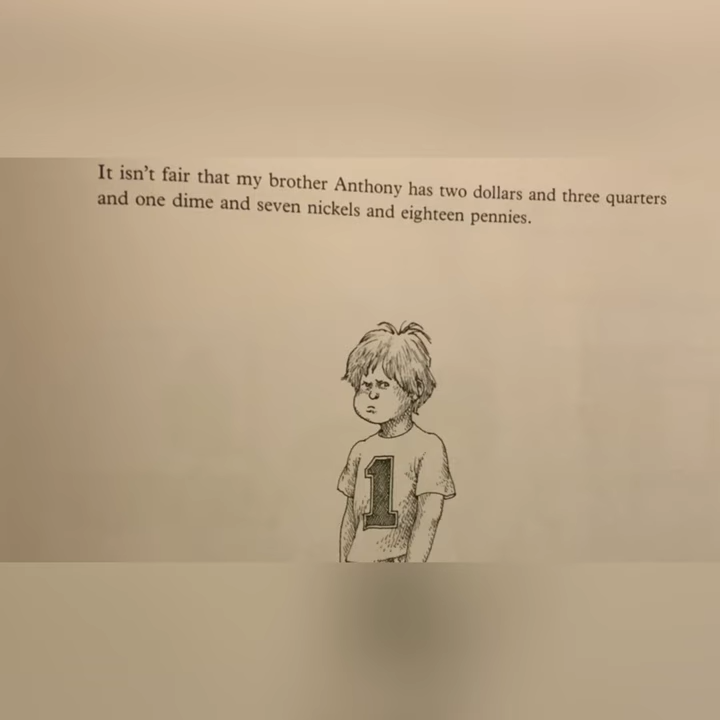 It isn't fair that my brother Anthony has two dollars and three quarters
and one dime and seven nickels and eighteen pennies.
1